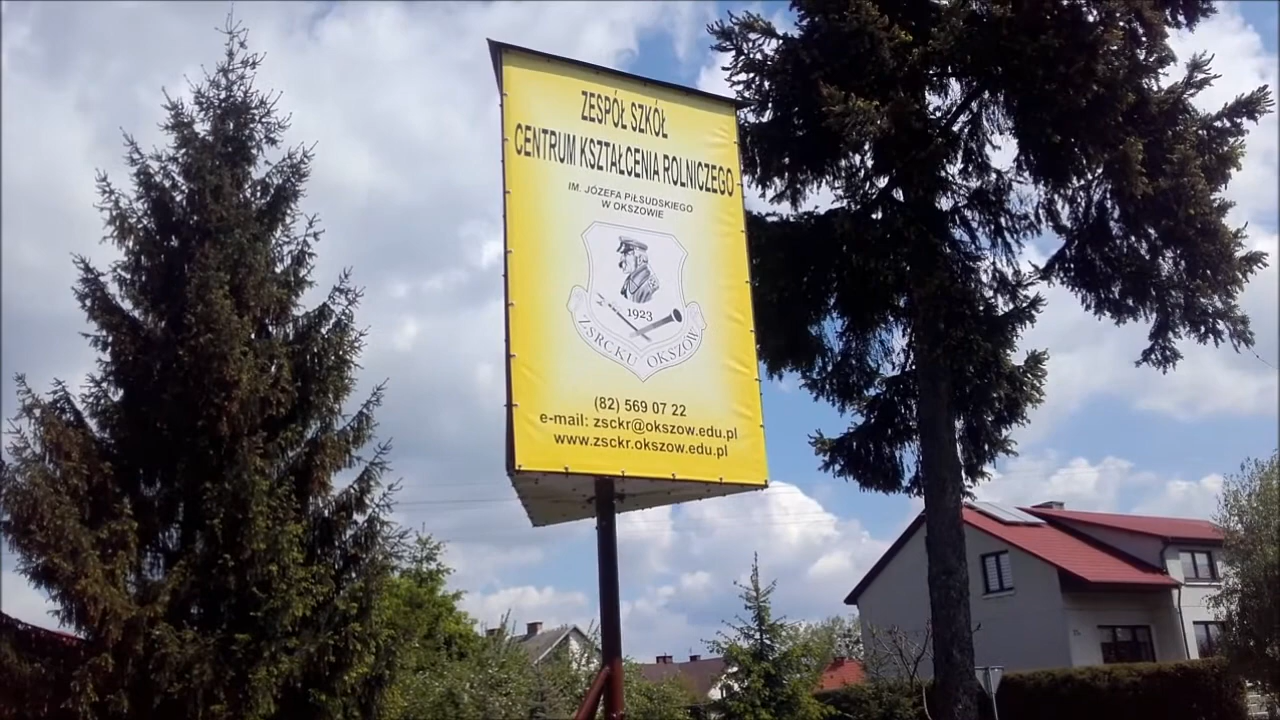 ZESPÓŁ SZKÓŁ
CENTRUM KSZTAŁCENIA ROLNICZEGO
IM. JÓZEFA PIŁSUDSKIEGO
W OKSZOWIE
1923
ZSRCKU OKSZÓW
(82) 569 07 22
e-mail: zsckr@okszow.edu.pl
www.zsckr.okszow.edu.pl